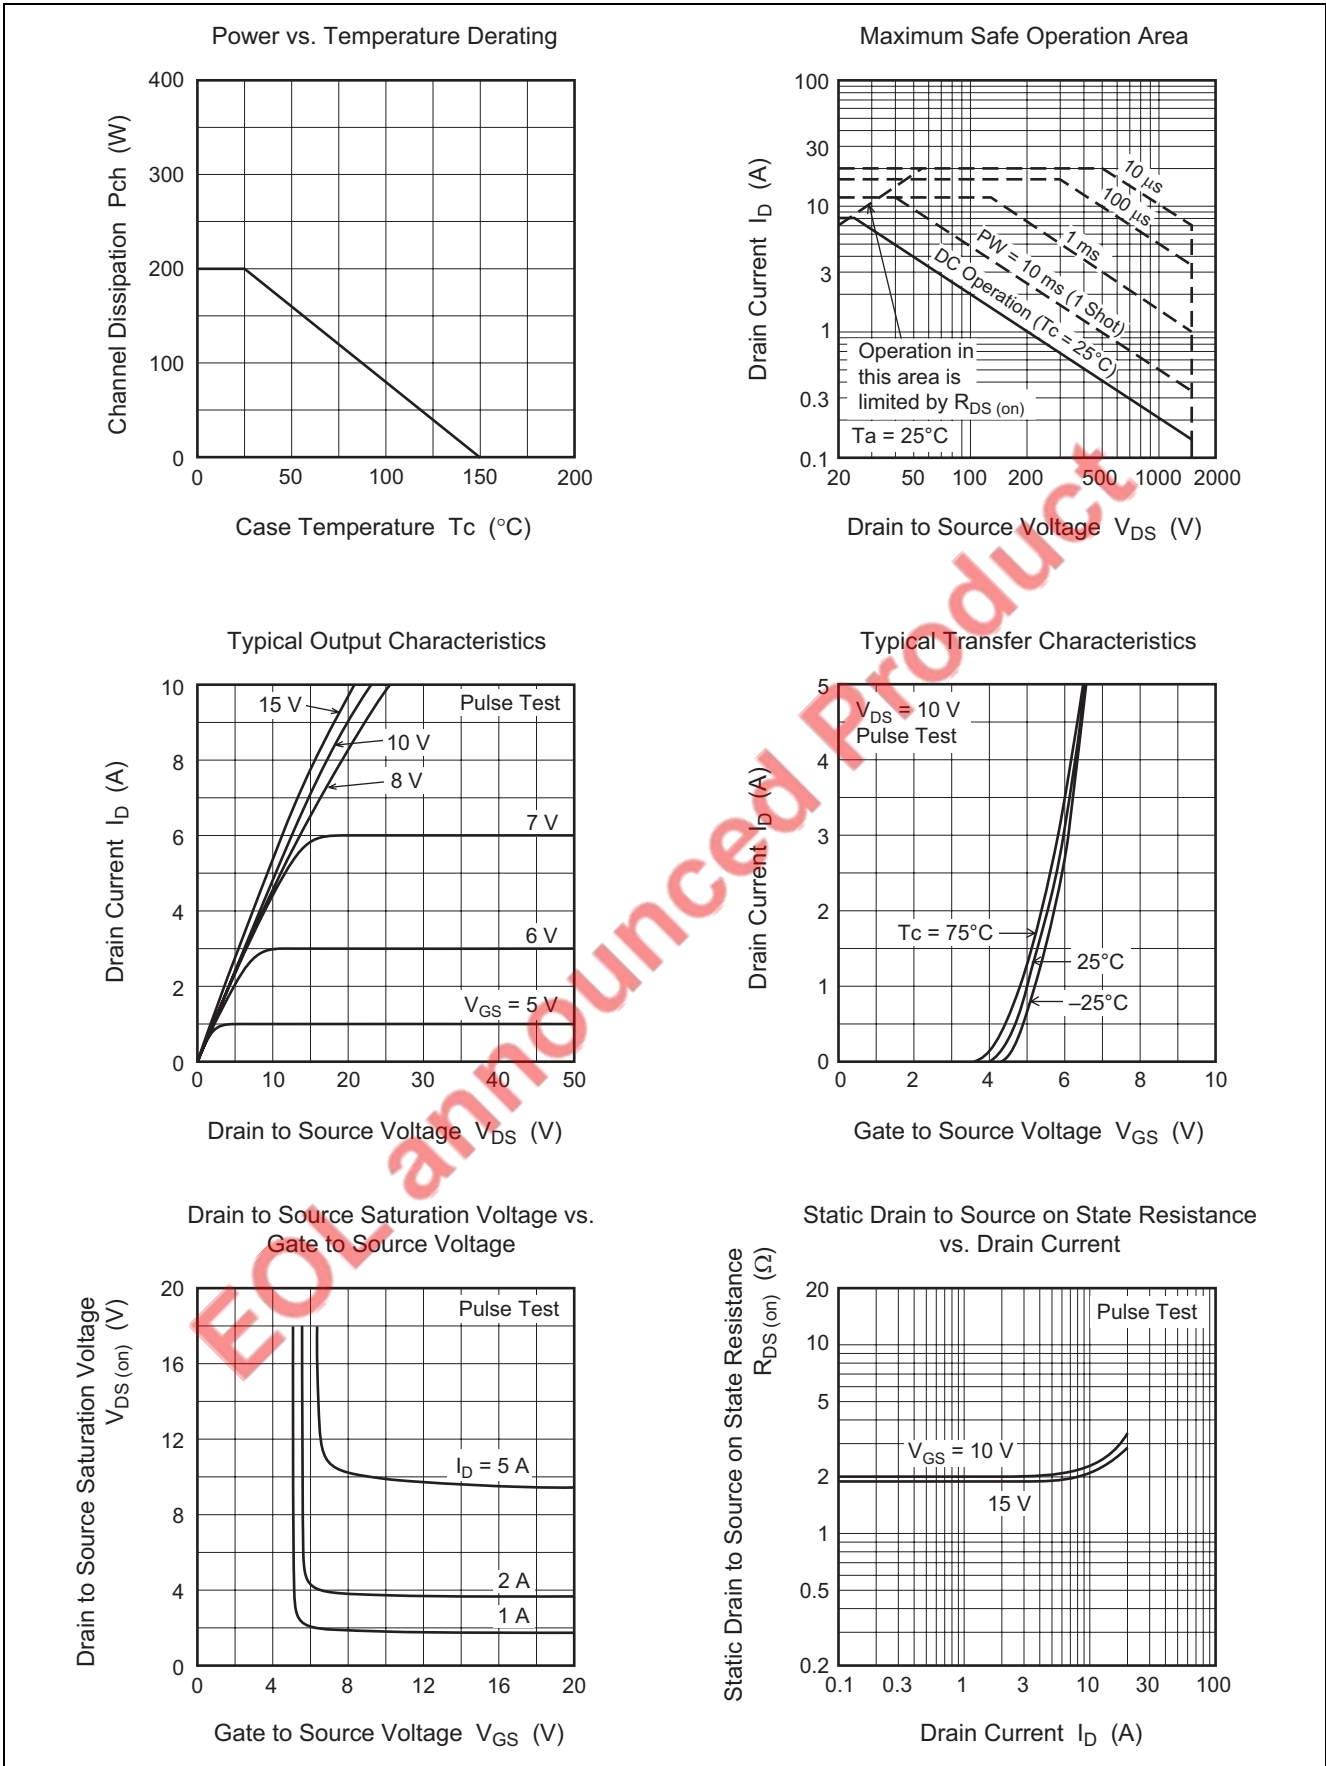 Power vs. Temperature Derating
400
300
200
100
0
0 50 100 150 200
Channel Dissipation Pch (W)
Case Temperature Tc (°C)
Maximum Safe Operation Area
100
30
10
3
1
0.3
0.1
20 50 100 200 500 1000 2000
Drain Current ID (A)
10 µs
100 µs
1 ms
PW = 10 ms (1 Shot)
DC Operation (Tc = 25°C)
Operation in
this area is
limited by RDS (on)
Ta = 25°C
Drain to Source Voltage VDS (V)
Typical Output Characteristics
10
8
6
4
2
0
0 10 20 30 40 50
Drain Current ID (A)
15 V
Pulse Test
10 V
8 V
7 V
6 V
VGS = 5 V
Drain to Source Voltage VDS (V)
Typical Transfer Characteristics
5
4
3
2
1
0
0 2 4 6 8 10
Drain Current ID (A)
VDS = 10 V
Pulse Test
Tc = 75°C
25°C
–25°C
Gate to Source Voltage VGS (V)
Drain to Source Saturation Voltage vs.
Gate to Source Voltage
20
16
12
8
4
0
0 4 8 12 16 20
Drain to Source Saturation Voltage
VDS (on) (V)
Pulse Test
ID = 5 A
2 A
1 A
Gate to Source Voltage VGS (V)
Static Drain to Source on State Resistance
vs. Drain Current
20
10
5
2
1
0.5
0.2
0.1 0.3 1 3 10 30 100
Static Drain to Source on State Resistance
RDS (on) (Ω)
Pulse Test
VGS = 10 V
15 V
Drain Current ID (A)
EOL announced Product